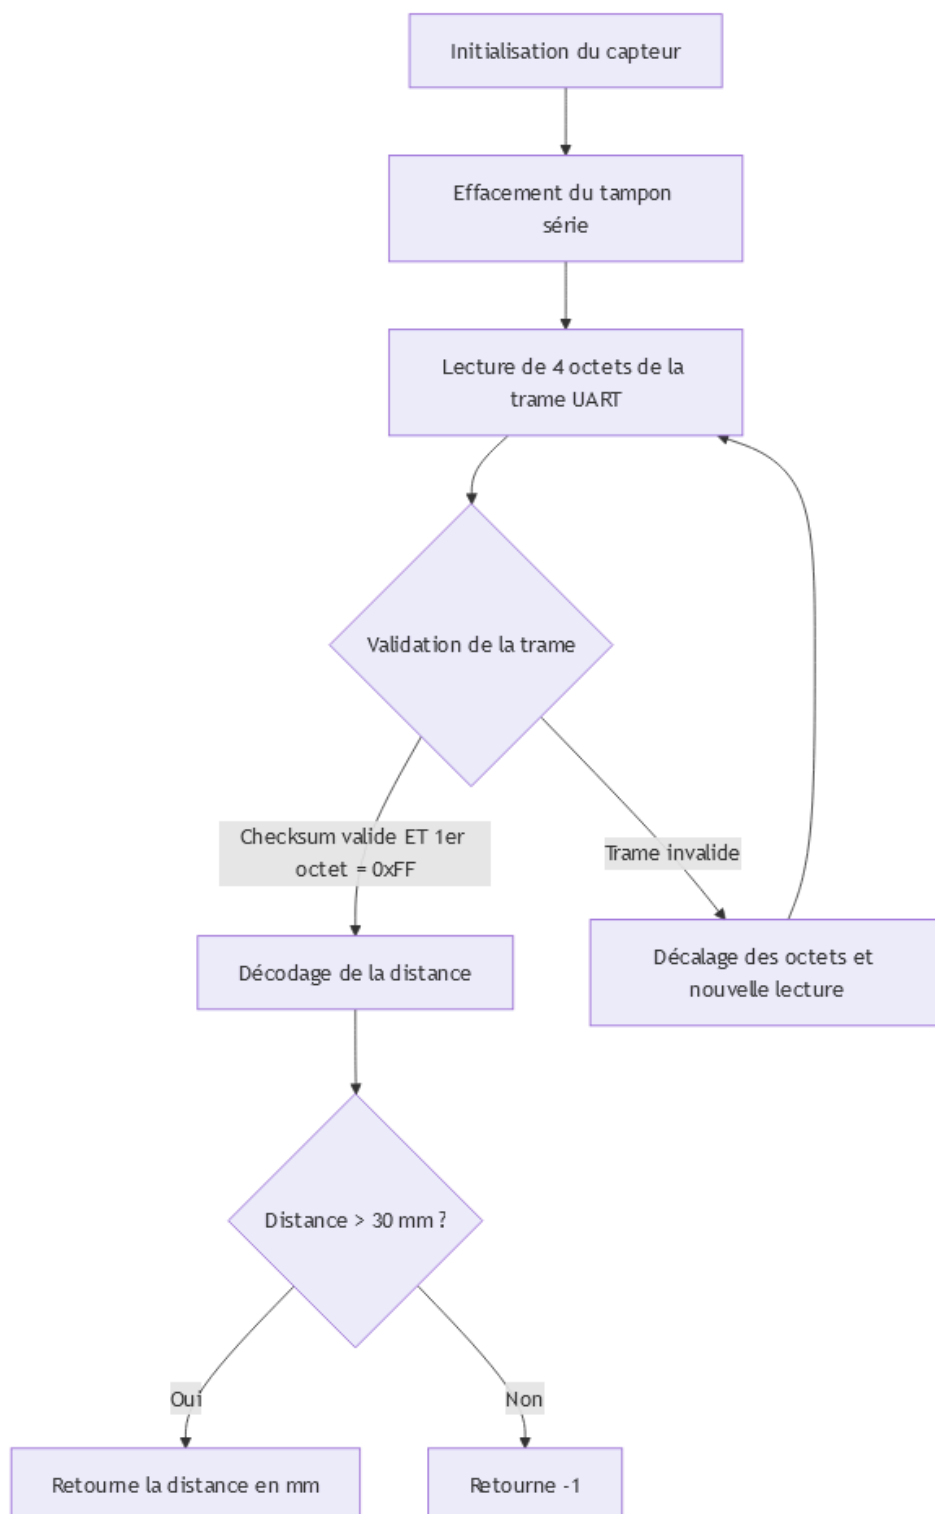 Initialisation du capteur
Effacement du tampon
série
Lecture de 4 octets de la
trame UART
Validation de la trame
Checksum valide ET 1er
octet = 0xFF
Trame invalide
Décodage de la distance
Décalage des octets et
nouvelle lecture
Distance > 30 mm ?
Oui
Non
Retourne la distance en mm
Retourne -1